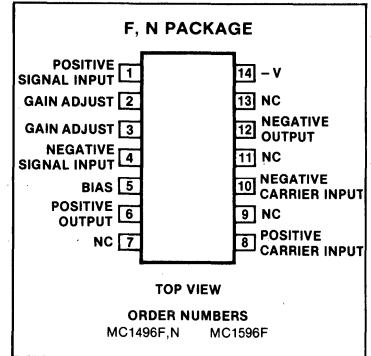 F, N PACKAGE
POSITIVE
SIGNAL INPUT 1
GAIN ADJUST 2
GAIN ADJUST 3
NEGATIVE
SIGNAL INPUT 4
BIAS 5
POSITIVE
OUTPUT 6
NC 7
14 – V
13 NC
12 NEGATIVE
OUTPUT
11 NC
10 NEGATIVE
CARRIER INPUT
9 NC
8 POSITIVE
CARRIER INPUT
TOP VIEW
ORDER NUMBERS
MC1496F,N MC1596F